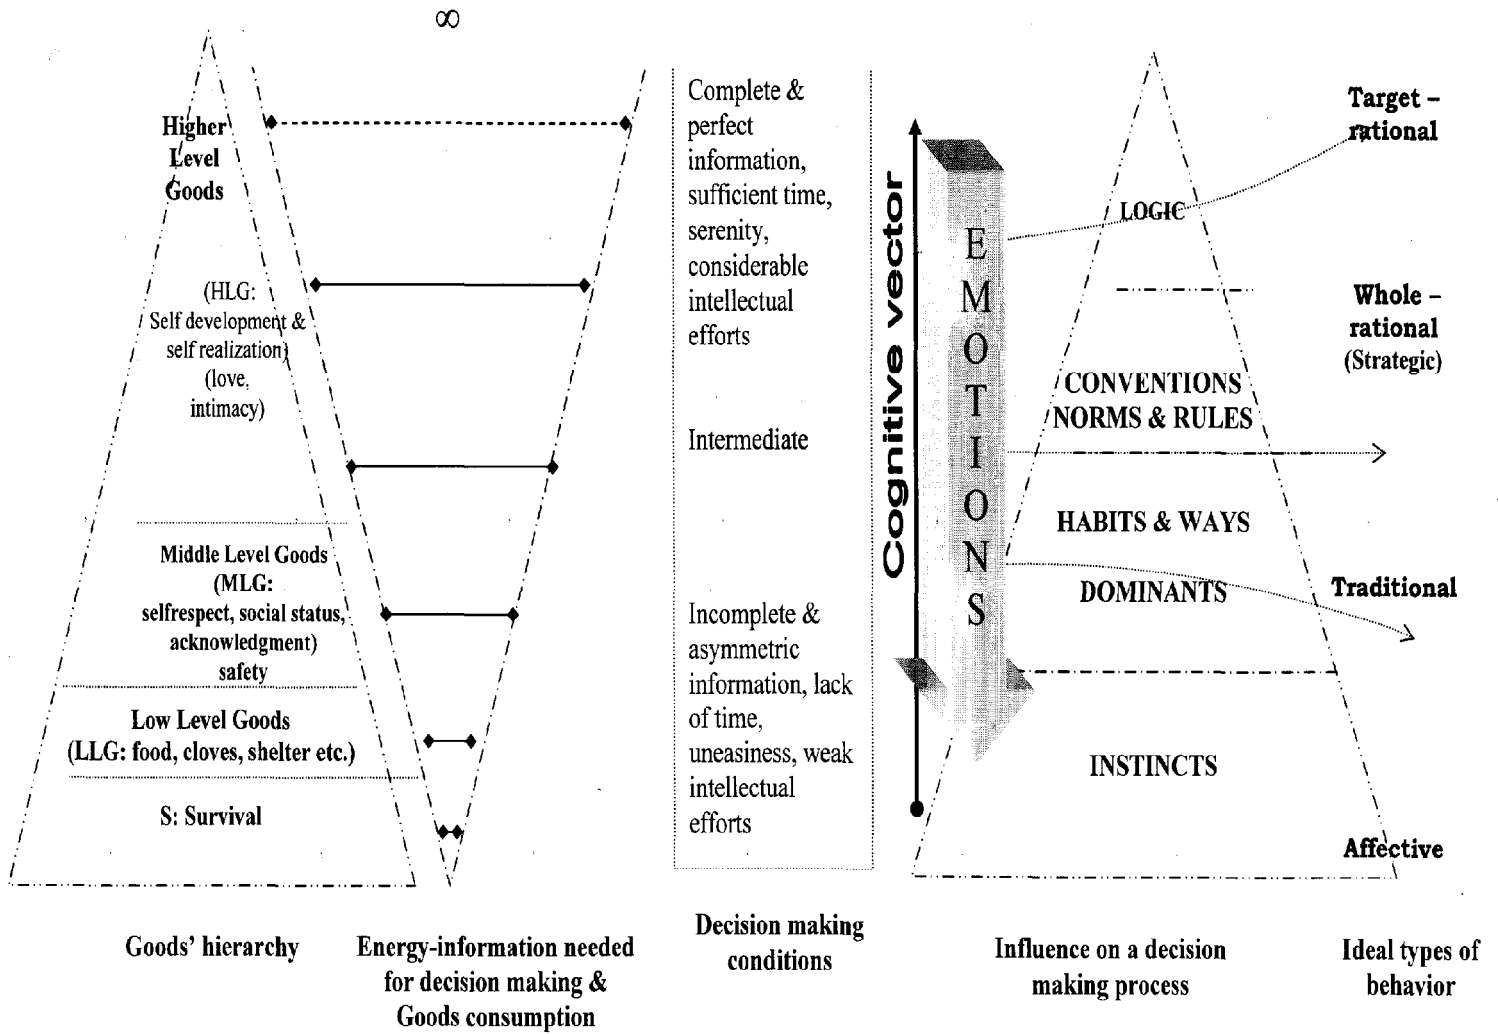 ∞
Higher
Level
Goods
(HLG:
Self development &
self realization)
(love,
intimacy)
Middle Level Goods
(MLG:
selfrespect, social status,
acknowledgment)
safety
Low Level Goods
(LLG: food, cloves, shelter etc.)
S: Survival
Goods' hierarchy
Energy-information needed
for decision making &
Goods consumption
Complete &
perfect
information,
sufficient time,
serenity,
considerable
intellectual
efforts
Intermediate
Incomplete &
asymmetric
information, lack
of time,
uneasiness, weak
intellectual
efforts
Decision making
conditions
Cognitive vector
EMOTIONS
LOGIC
CONVENTIONS
NORMS & RULES
HABITS & WAYS
DOMINANTS
INSTINCTS
Influence on a decision
making process
Target –
rational
Whole –
rational
(Strategic)
Traditional
Affective
Ideal types of
behavior